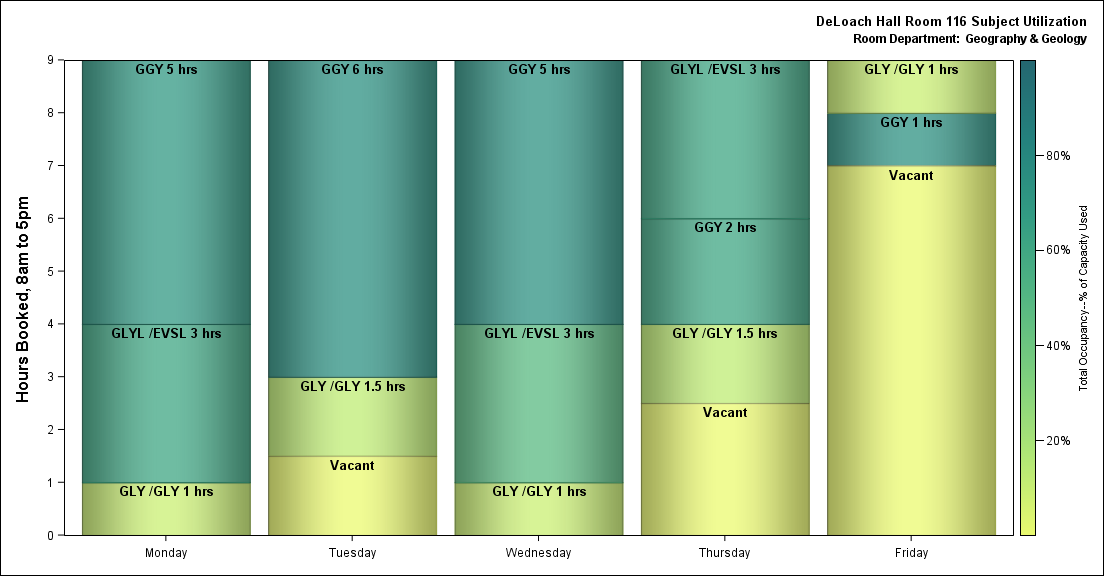 DeLoach Hall Room 116 Subject Utilization
Room Department: Geography & Geology
Hours Booked, 8am to 5pm
9
8
7
6
5
4
3
2
1
0
GGY 5 hrs
GLYL /EVSL 3 hrs
GLY /GLY 1 hrs
GGY 6 hrs
GLY /GLY 1.5 hrs
Vacant
GGY 5 hrs
GLYL /EVSL 3 hrs
GLY /GLY 1 hrs
GLYL /EVSL 3 hrs
GGY 2 hrs
GLY /GLY 1.5 hrs
Vacant
GLY /GLY 1 hrs
GGY 1 hrs
Vacant
Monday
Tuesday
Wednesday
Thursday
Friday
80%
60%
40%
20%
Total Occupancy--% of Capacity Used